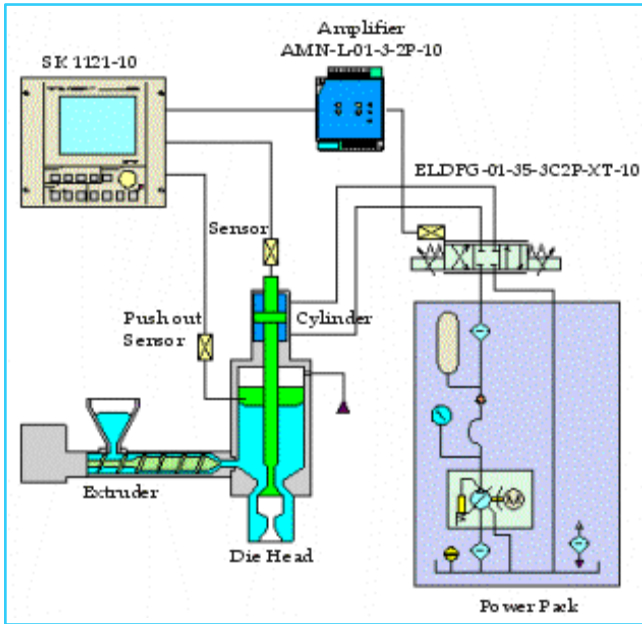 Amplifier
AMN-L-01-3-2P-10
SK 1121-10
ELDFG-01-35-3C2P-XT-10
Sensor
Push out
Sensor
Cylinder
Extruder
Die Head
Power Pack
M